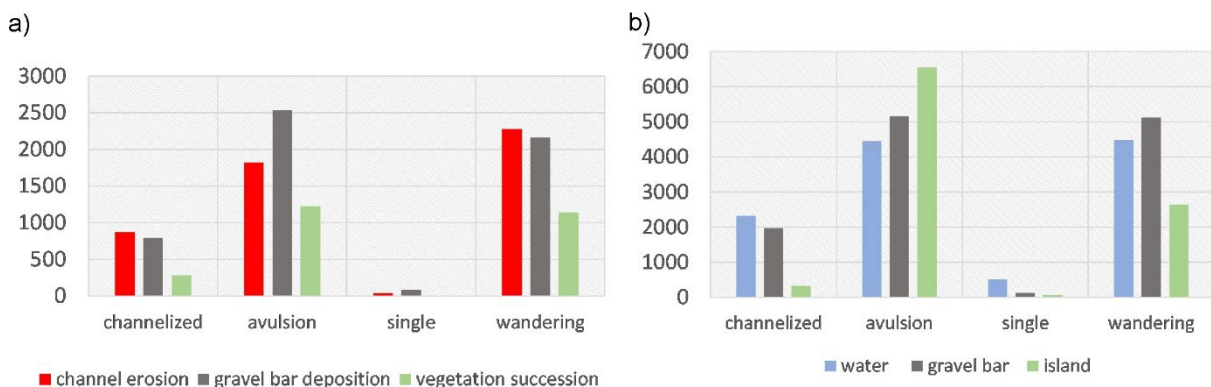 a)
3000
2500
2000
1500
1000
500
0
channelized avulsion single wandering
channel erosion gravel bar deposition vegetation succession
b)
7000
6000
5000
4000
3000
2000
1000
0
channelized avulsion single wandering
water gravel bar island